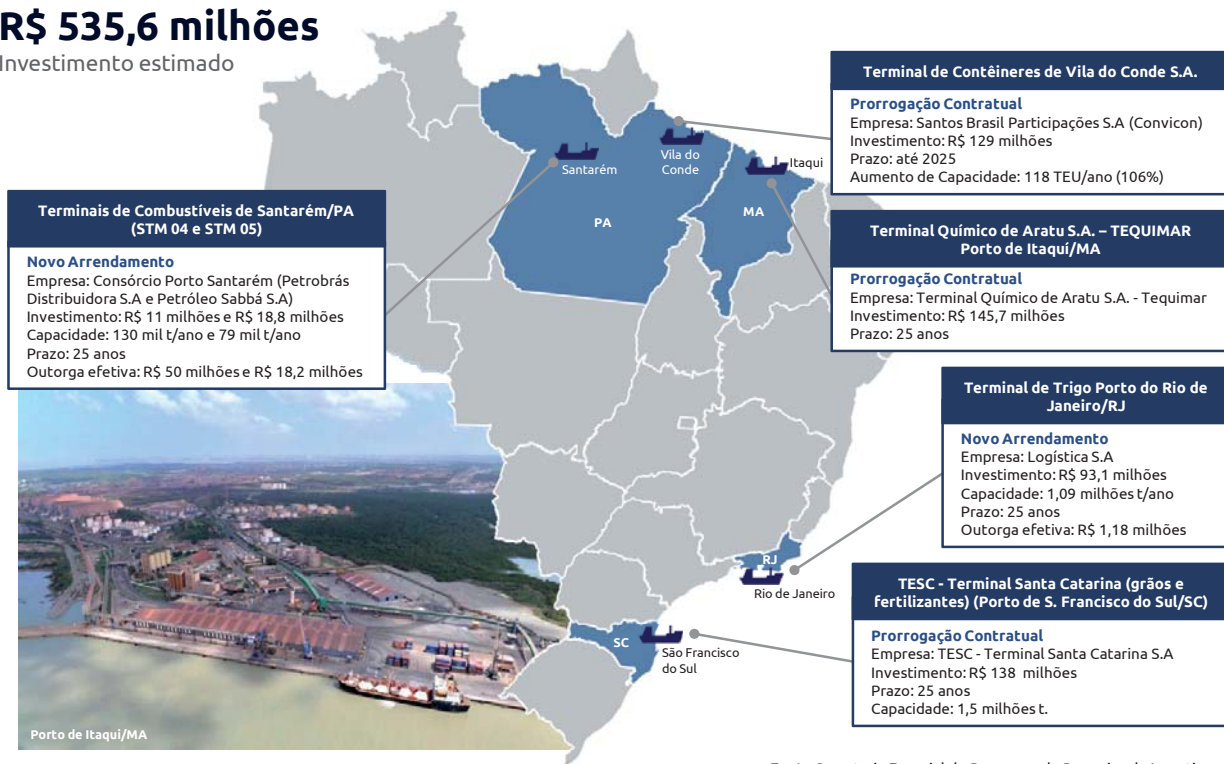 R$ 535,6 milhões
Investimento estimado
Terminal de Contêineres de Vila do Conde S.A.
Prorrogação Contratual
Empresa: Santos Brasil Participações S.A (Convicon)
Investimento: R$ 129 milhões
Prazo: até 2025
Aumento de Capacidade: 118 TEU/ano (106%)
Santarém
Vila do
Conde
Itaqui
PA
MA
Terminais de Combustíveis de Santarém/PA
(STM 04 e STM 05)
Novo Arrendamento
Empresa: Consórcio Porto Santarém (Petrobrás
Distribuidora S.A e Petróleo Sabbá S.A)
Investimento: R$ 11 milhões e R$ 18,8 milhões
Capacidade: 130 mil t/ano e 79 mil t/ano
Prazo: 25 anos
Outorga efetiva: R$ 50 milhões e R$ 18,2 milhões
Terminal Químico de Aratu S.A. – TEQUIMAR
Porto de Itaquí/MA
Prorrogação Contratual
Empresa: Terminal Químico de Aratu S.A. - Tequimar
Investimento: R$ 145,7 milhões
Prazo: 25 anos
Terminal de Trigo Porto do Rio de
Janeiro/RJ
Novo Arrendamento
Empresa: Logística S.A
Investimento: R$ 93,1 milhões
Capacidade: 1,09 milhões t/ano
Prazo: 25 anos
Outorga efetiva: R$ 1,18 milhões
RJ
Rio de Janeiro
TESC - Terminal Santa Catarina (grãos e
fertilizantes) (Porto de S. Francisco do Sul/SC)
Prorrogação Contratual
Empresa: TESC - Terminal Santa Catarina S.A
Investimento: R$ 138 milhões
Prazo: 25 anos
Capacidade: 1,5 milhões t.
SC
São Francisco
do Sul
Porto de Itaqui/MA